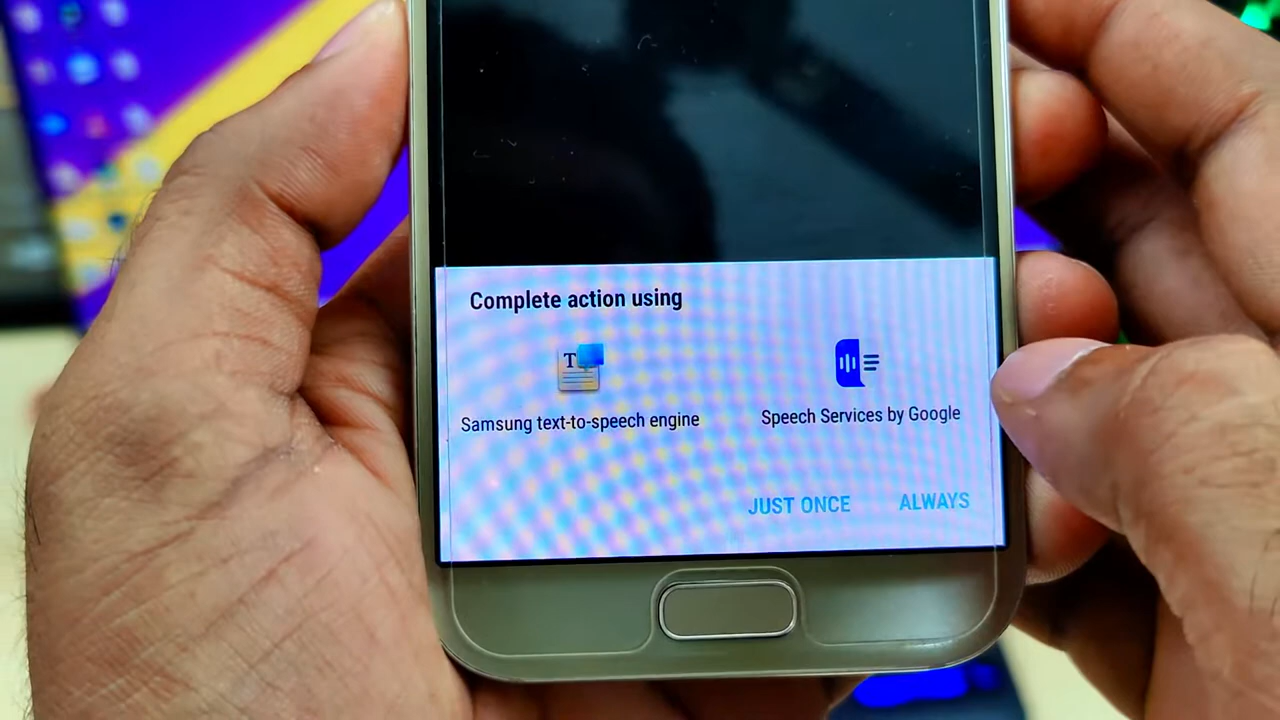 Complete action using
T
Samsung text-to-speech engine
Speech Services by Google
JUST ONCE
ALWAYS